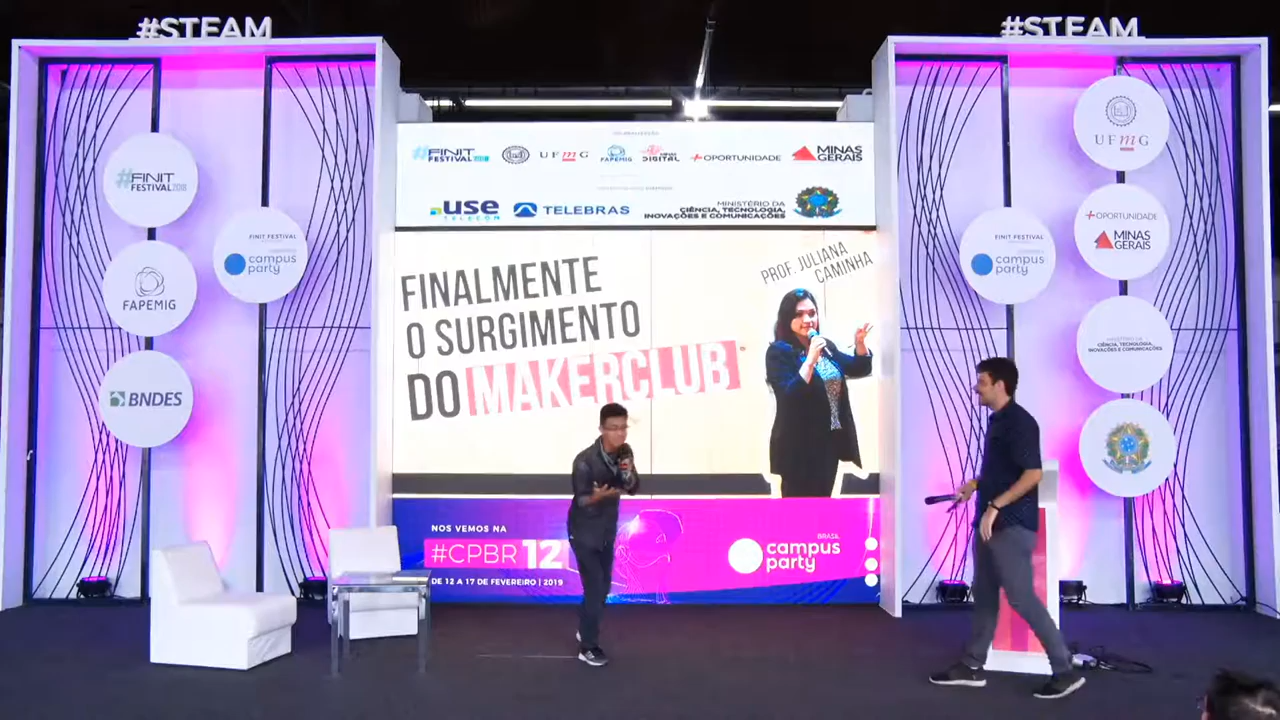 #STEAM
#STEAM
#FINIT
FESTIVAL 2018
FINIT FESTIVAL
campus
party
FAPEMIG
BNDES
#FINIT
FESTIVAL
UFMG
FAPEMIG
DIGITAL
+OPORTUNIDADE
MINAS
GERAIS
use
TELECOM
TELEBRAS
MINISTÉRIO DA
CIÊNCIA, TECNOLOGIA,
INOVAÇÕES E COMUNICAÇÕES
FINALMENTE
O SURGIMENTO
DO MAKERCLUB
PROF. JULIANA
CAMINHA
NOS VEMOS NA
#CPBR12
DE 12 A 17 DE FEVEREIRO | 2019
BRASIL
campus
party
UFMG
FINIT FESTIVAL
campus
party
+OPORTUNIDADE
MINAS
GERAIS
MINISTÉRIO DA
CIÊNCIA, TECNOLOGIA,
INOVAÇÕES E COMUNICAÇÕES